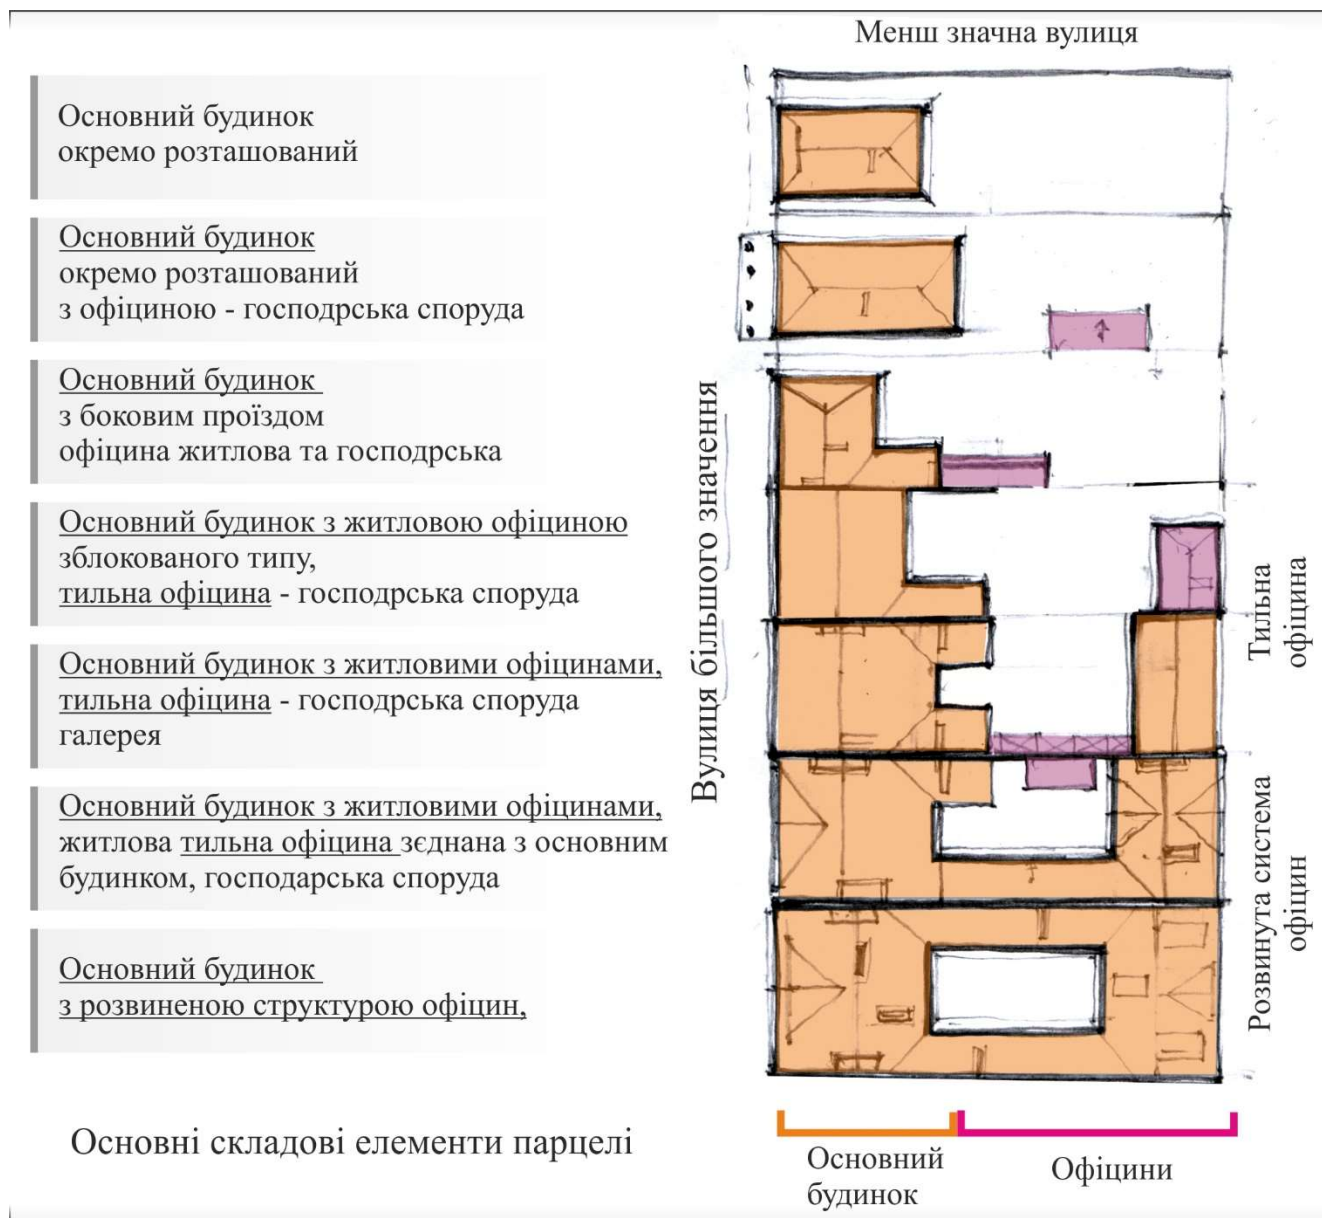 Менш значна вулиця
Основний будинок
окремо розташований
Основний будинок
окремо розташований
з офіциною - господрська споруда
Основний будинок
з боковим проїздом
офіцина житлова та господрська
Основний будинок з житловою офіциною
зблокованого типу,
тильна офіцина - господрська споруда
Основний будинок з житловими офіцинами,
тильна офіцина - господрська споруда
галерея
Основний будинок з житловими офіцинами,
житлова тильна офіцина зєднана з основним
будинком, господарська споруда
Основний будинок
з розвиненою структурою офіцин,
Вулиця більшого значення
Тильна
офіцина
Розвинута система
офіцин
Основні складові елементи парцелі
Основний
будинок
Офіцини